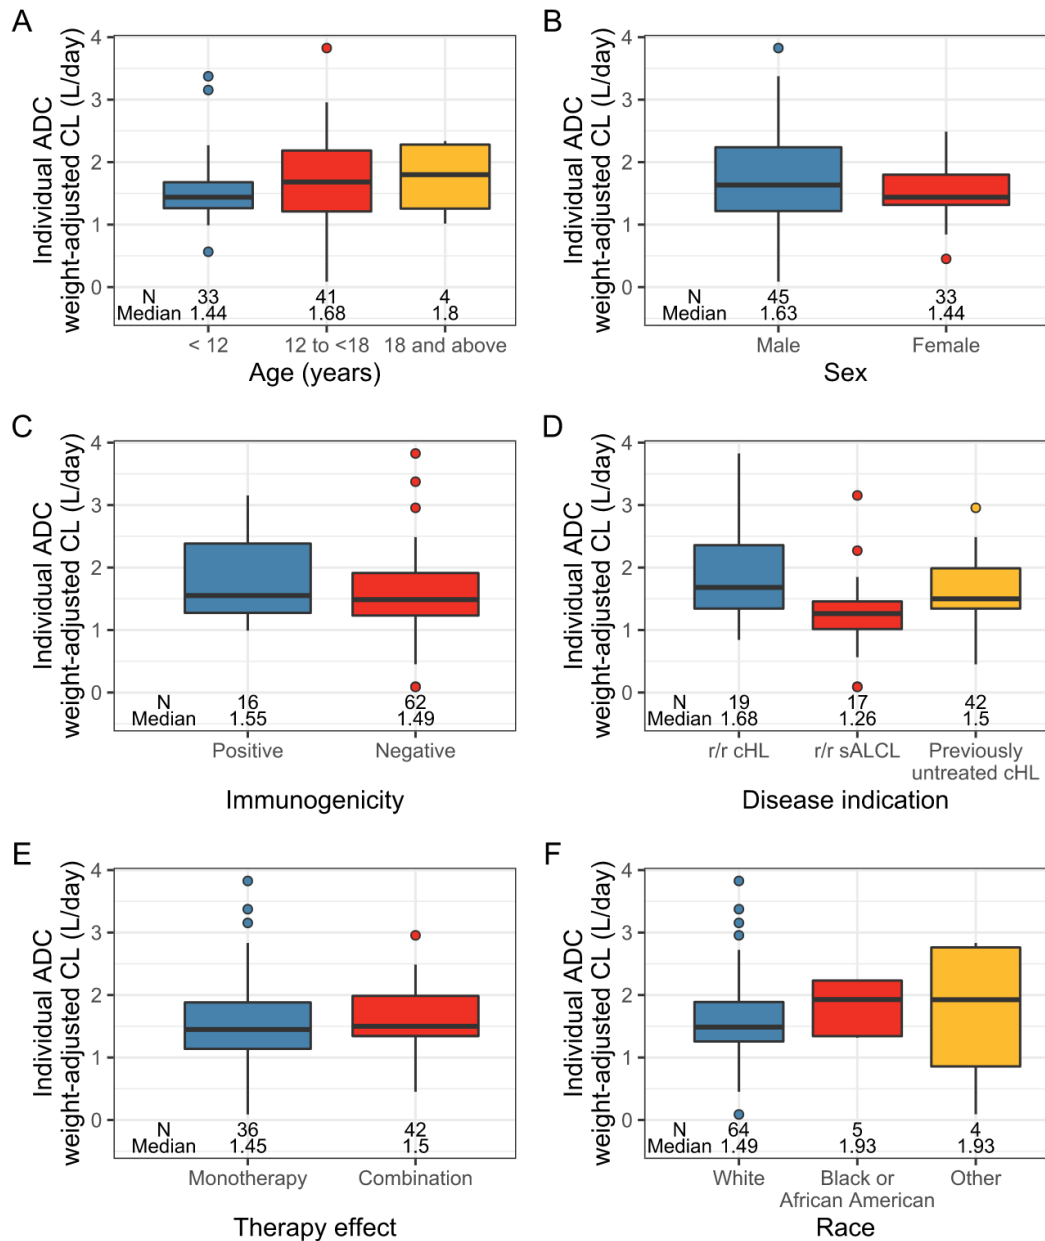 A
Individual ADC
weight-adjusted CL (L/day)
4
3
2
1
0
N 33 41 4
Median 1.44 1.68 1.8
< 12 12 to <18 18 and above
Age (years)
B
Individual ADC
weight-adjusted CL (L/day)
4
3
2
1
0
N 45 33
Median 1.63 1.44
Male Female
Sex
C
Individual ADC
weight-adjusted CL (L/day)
4
3
2
1
0
N 16 62
Median 1.55 1.49
Positive Negative
Immunogenicity
D
Individual ADC
weight-adjusted CL (L/day)
4
3
2
1
0
N 19 17 42
Median 1.68 1.26 1.5
r/r cHL r/r sALCL Previously
untreated cHL
Disease indication
E
Individual ADC
weight-adjusted CL (L/day)
4
3
2
1
0
N 36 42
Median 1.45 1.5
Monotherapy Combination
Therapy effect
F
Individual ADC
weight-adjusted CL (L/day)
4
3
2
1
0
N 64 5 4
Median 1.49 1.93 1.93
White Black or Other
African American
Race